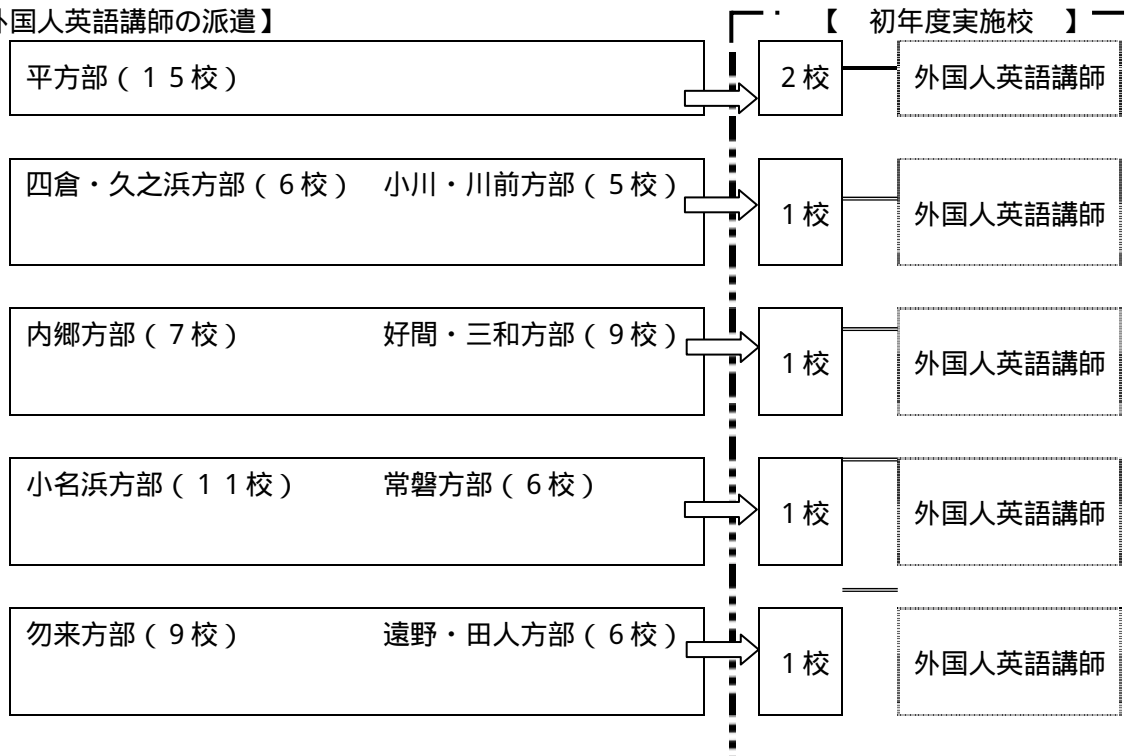 国人英語講師の派遣】
【　初年度実施校　】
平方部（１５校）
2校
外国人英語講師
四倉・久之浜方部（6校）　小川・川前方部（5校）
1校
外国人英語講師
内郷方部（7校）　好間・三和方部（9校）
1校
外国人英語講師
小名浜方部（１１校）　常磐方部（6校）
1校
外国人英語講師
勿来方部（9校）　遠野・田人方部（6校）
1校
外国人英語講師